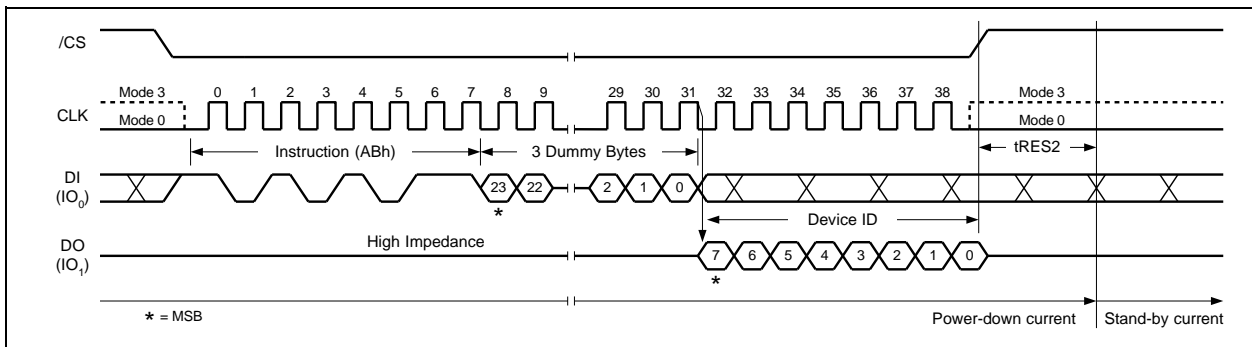 /CS
Mode 3 0 1 2 3 4 5 6 7 8 9 29 30 31 32 33 34 35 36 37 38 Mode 3
CLK Mode 0 Mode 0
Instruction (ABh) 3 Dummy Bytes tRES2
DI
(IO0) 23 22 2 1 0
*
Device ID
High Impedance
DO
(IO1) 7 6 5 4 3 2 1 0
*
* = MSB
Power-down current Stand-by current